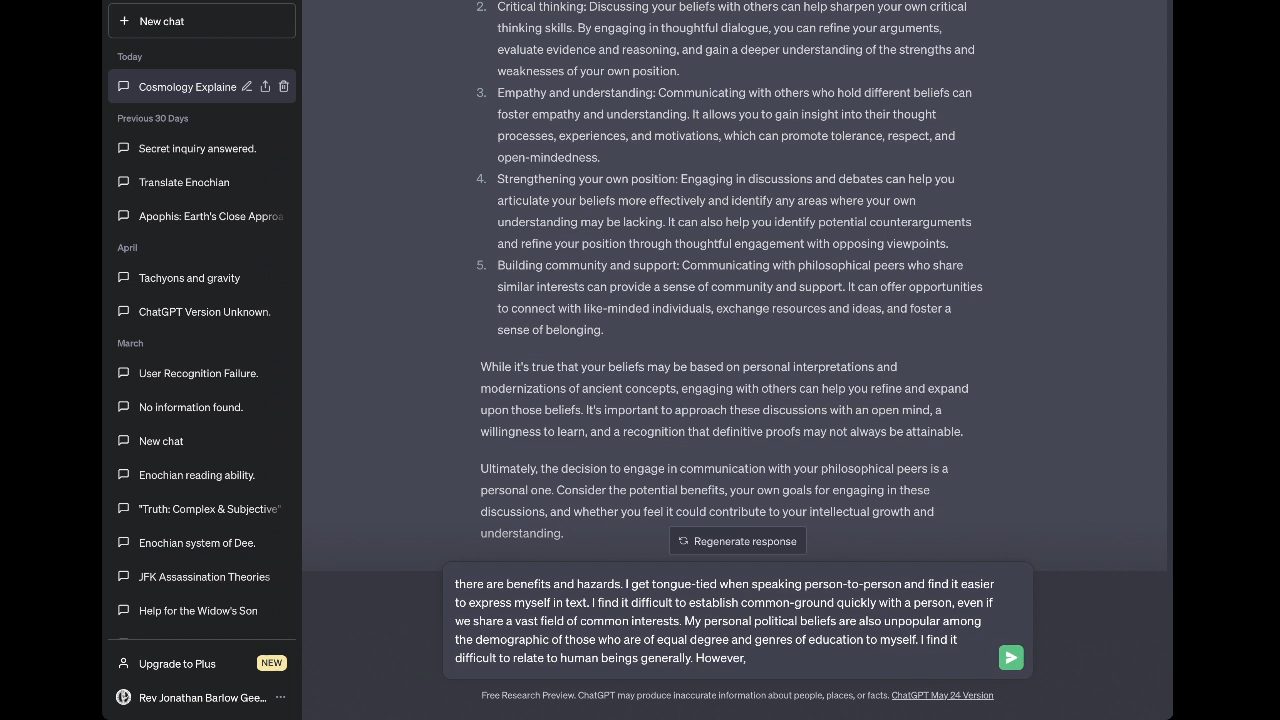 New chat
Today
Cosmology Explaine
Previous 30 Days
Secret inquiry answered.
Translate Enochian
Apophis: Earth's Close Approa
April
Tachyons and gravity
ChatGPT Version Unknown.
March
User Recognition Failure.
No information found.
New chat
Enochian reading ability.
"Truth: Complex & Subjective"
Enochian system of Dee.
JFK Assassination Theories
Help for the Widow's Son
Upgrade to Plus NEW
Rev Jonathan Barlow Gee...
2. Critical thinking: Discussing your beliefs with others can help sharpen your own critical
thinking skills. By engaging in thoughtful dialogue, you can refine your arguments,
evaluate evidence and reasoning, and gain a deeper understanding of the strengths and
weaknesses of your own position.
3. Empathy and understanding: Communicating with others who hold different beliefs can
foster empathy and understanding. It allows you to gain insight into their thought
processes, experiences, and motivations, which can promote tolerance, respect, and
open-mindedness.
4. Strengthening your own position: Engaging in discussions and debates can help you
articulate your beliefs more effectively and identify any areas where your own
understanding may be lacking. It can also help you identify potential counterarguments
and refine your position through thoughtful engagement with opposing viewpoints.
5. Building community and support: Communicating with philosophical peers who share
similar interests can provide a sense of community and support. It can offer opportunities
to connect with like-minded individuals, exchange resources and ideas, and foster a
sense of belonging.
While it's true that your beliefs may be based on personal interpretations and
modernizations of ancient concepts, engaging with others can help you refine and expand
upon those beliefs. It's important to approach these discussions with an open mind, a
willingness to learn, and a recognition that definitive proofs may not always be attainable.
Ultimately, the decision to engage in communication with your philosophical peers is a
personal one. Consider the potential benefits, your own goals for engaging in these
discussions, and whether you feel it could contribute to your intellectual growth and
understanding.
Regenerate response
there are benefits and hazards. I get tongue-tied when speaking person-to-person and find it easier
to express myself in text. I find it difficult to establish common-ground quickly with a person, even if
we share a vast field of common interests. My personal political beliefs are also unpopular among
the demographic of those who are of equal degree and genres of education to myself. I find it
difficult to relate to human beings generally. However,
Free Research Preview. ChatGPT may produce inaccurate information about people, places, or facts. ChatGPT May 24 Version